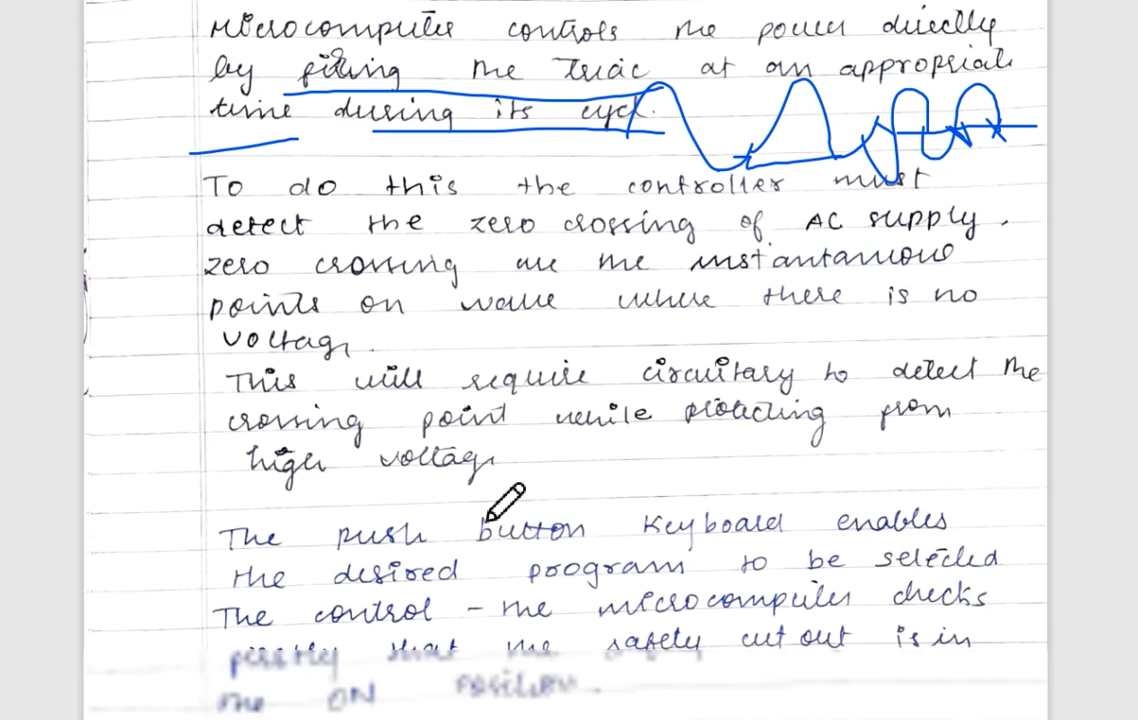 Microcomputer controls the power directly
by firing the Triac at an appropriate
time during its cycle.
To do this the controller must
detect the zero crossing of AC supply.
zero crossing are the instantaneous
points on wave where there is no
voltage.
This will require circuitary to detect the
crossing point while protecting from
high voltage
The push button Keyboard enables
the desired program to be selected
The control - the microcomputer checks
firstly that the safety cut out is in
the ON position.